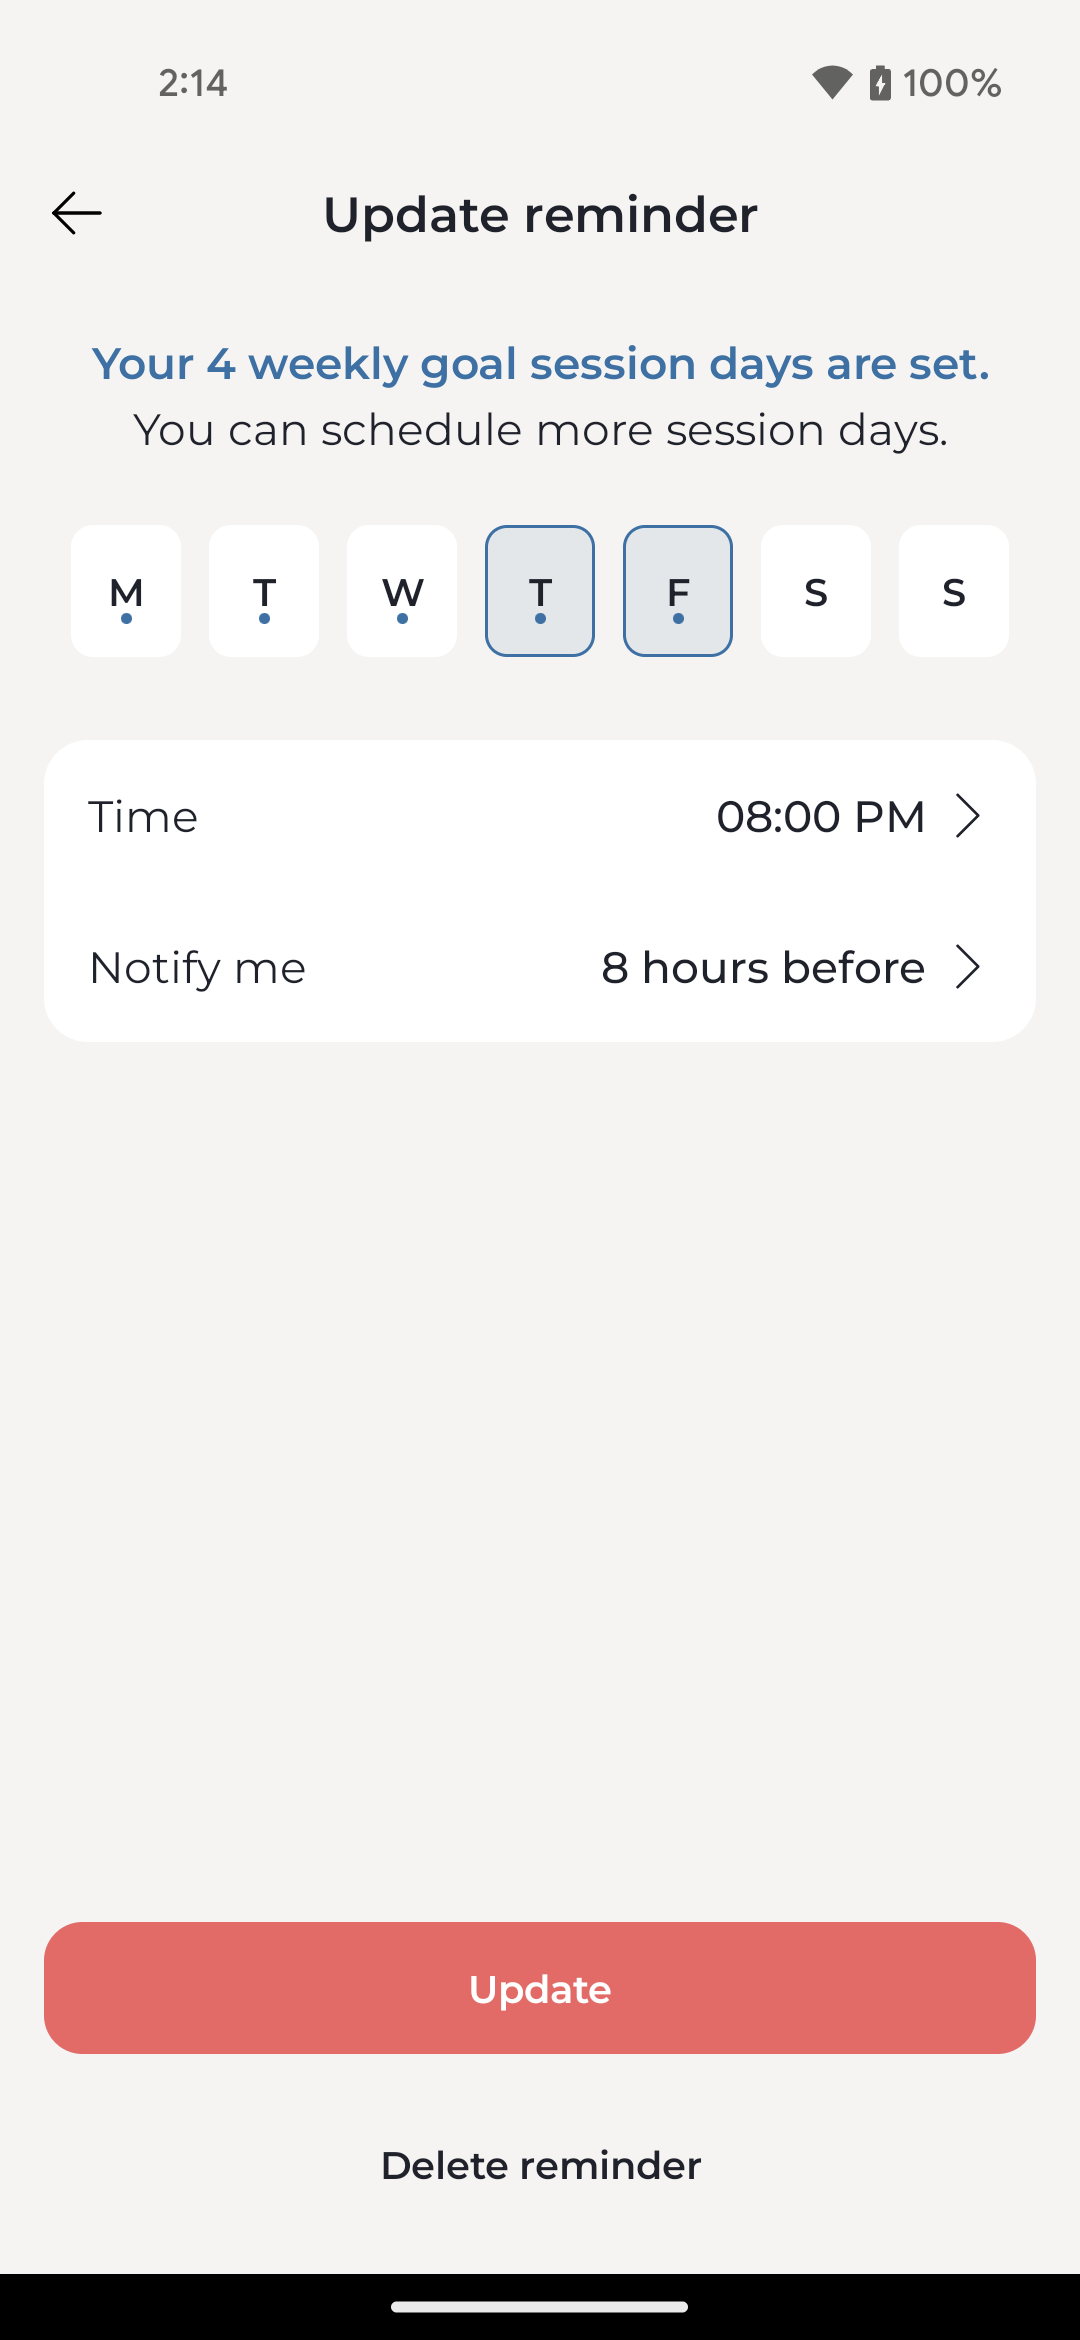 2:14 100%
Update reminder
Your 4 weekly goal session days are set.
You can schedule more session days.
M T W T F S S
Time 08:00 PM
Notify me 8 hours before
Update
Delete reminder